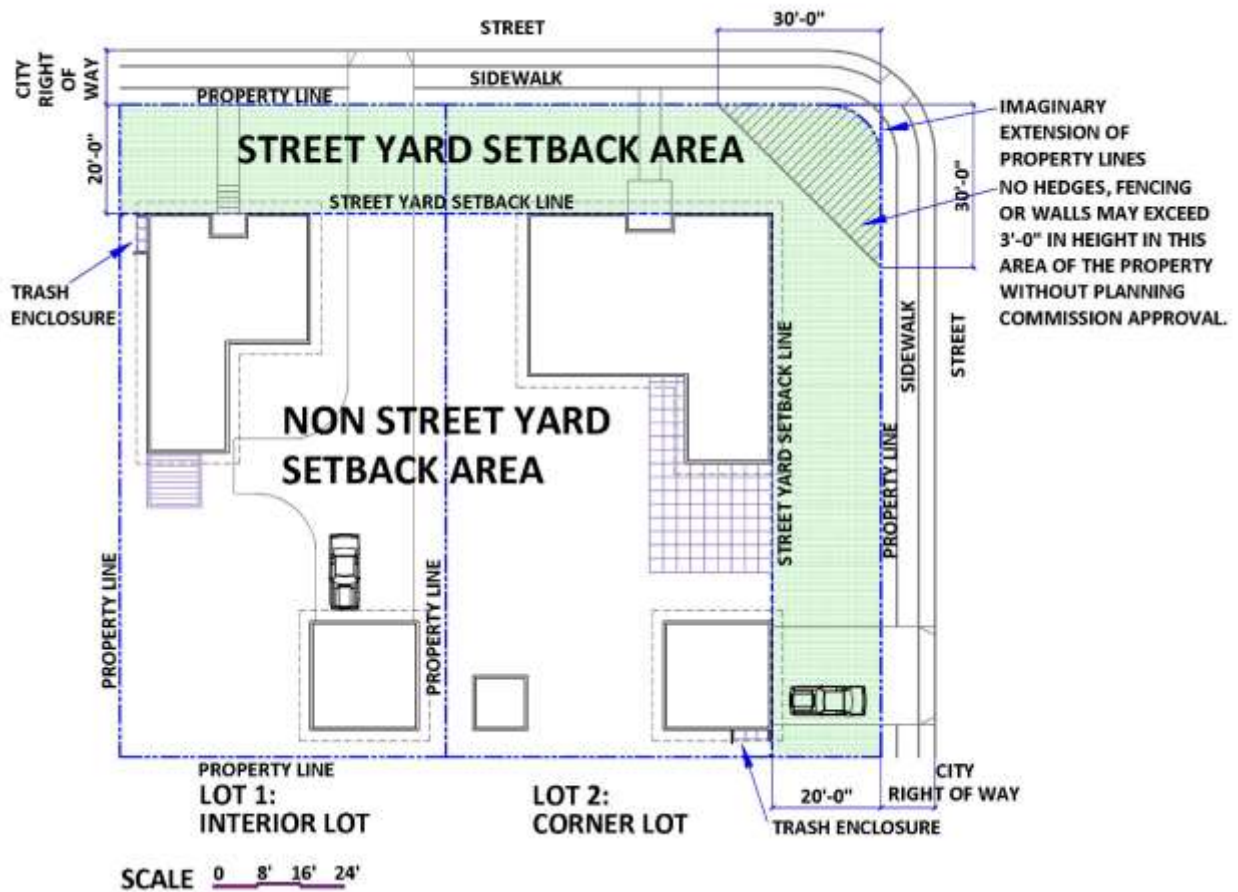 30'-0"
STREET
CITY
RIGHT
OF
WAY
SIDEWALK
PROPERTY LINE
IMAGINARY
EXTENSION OF
PROPERTY LINES
20'-0"
STREET YARD SETBACK AREA
30'-0"
NO HEDGES, FENCING
OR WALLS MAY EXCEED
3'-0" IN HEIGHT IN THIS
AREA OF THE PROPERTY
WITHOUT PLANNING
COMMISSION APPROVAL.
STREET YARD SETBACK LINE
TRASH
ENCLOSURE
SIDEWALK
STREET
STREET YARD SETBACK LINE
NON STREET YARD
SETBACK AREA
PROPERTY LINE
PROPERTY LINE
PROPERTY LINE
PROPERTY LINE
LOT 1:
INTERIOR LOT
LOT 2:
CORNER LOT
20'-0"
CITY
RIGHT OF WAY
TRASH ENCLOSURE
SCALE 0 8' 16' 24'